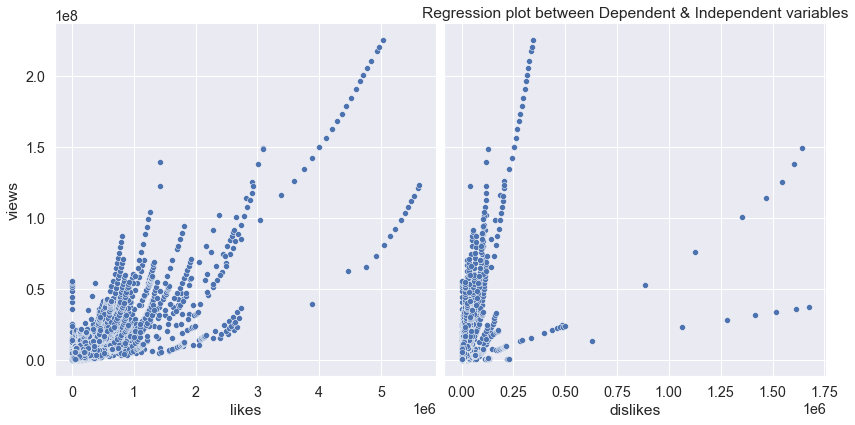 Regression plot between Dependent & Independent variables
1e8
2.0
1.5
1.0
0.5
0.0
views
0 1 2 3 4 5
1e6
likes
0.00 0.25 0.50 0.75 1.00 1.25 1.50 1.75
1e6
dislikes